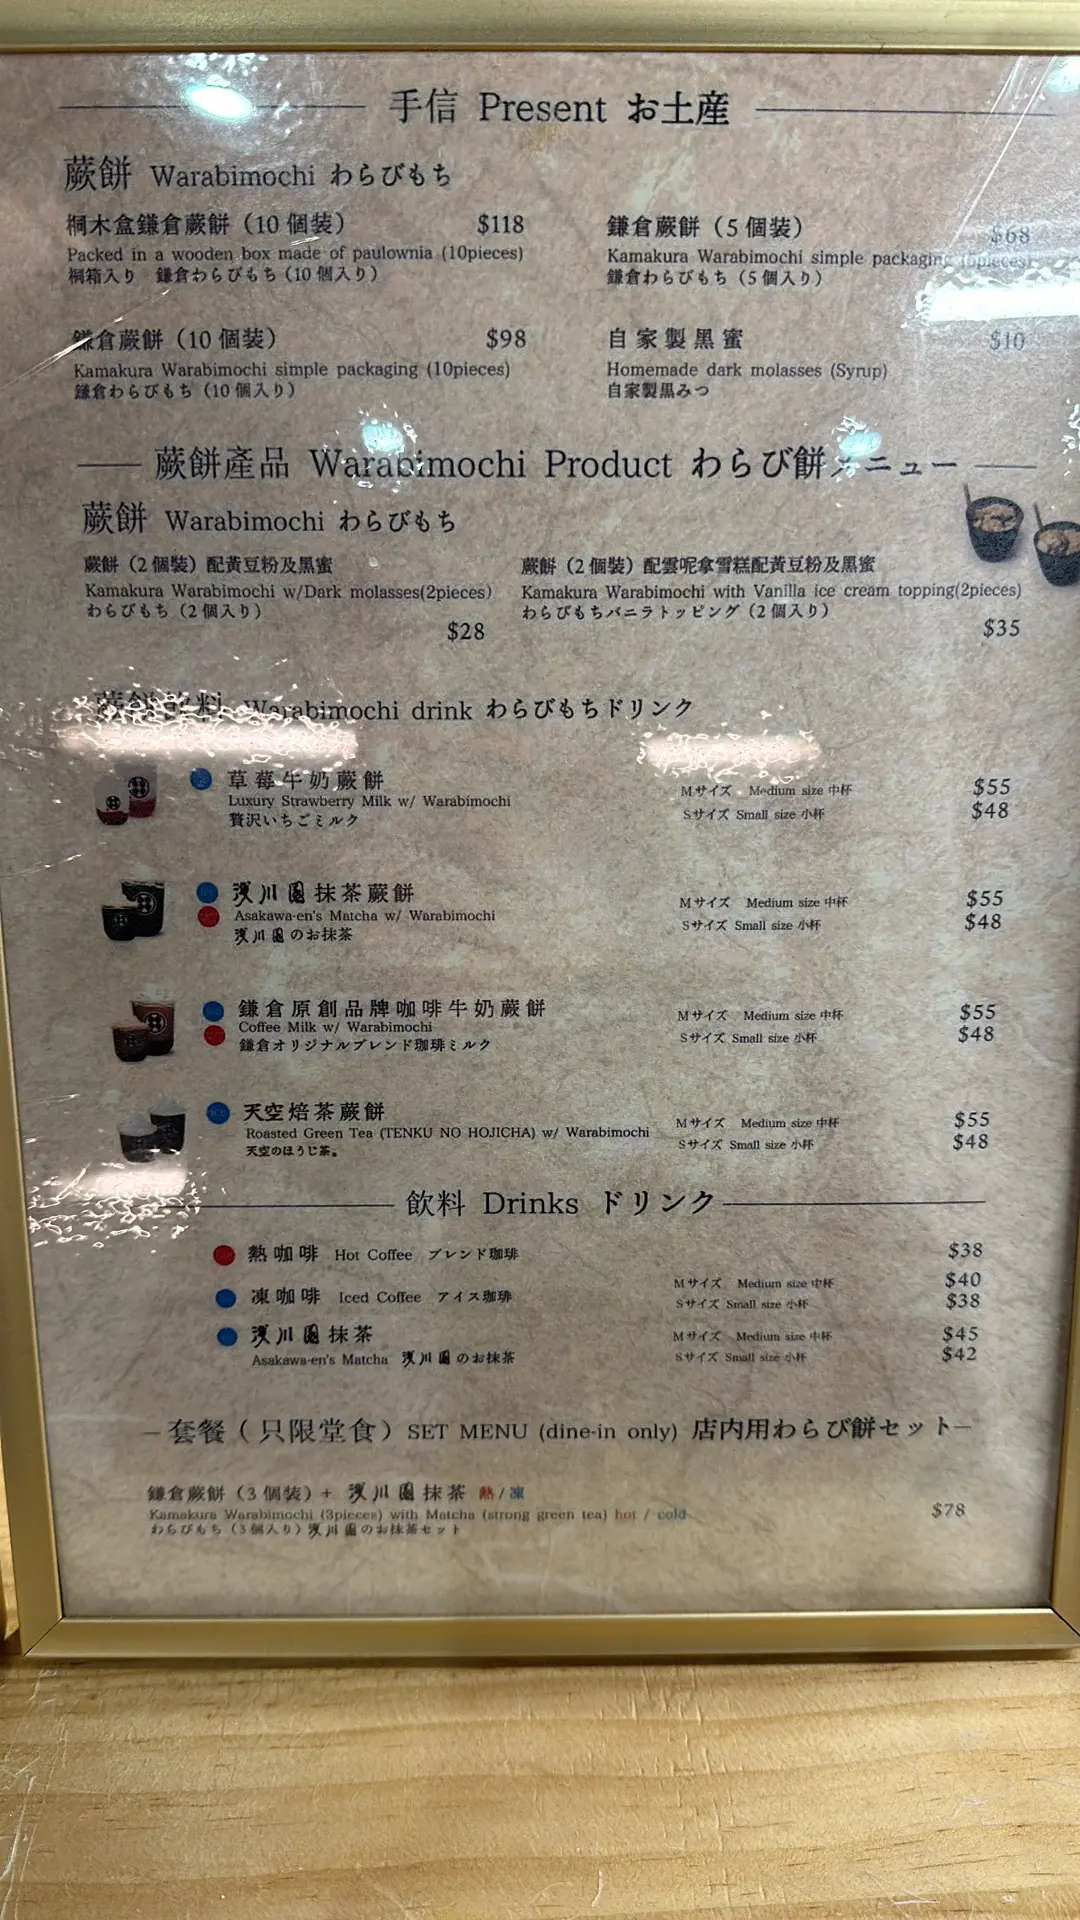 手信 Present お土産
蕨餅 Warabimochi わらびもち
桐木盒鎌倉蕨餅（10 個装） $118
Packed in a wooden box made of paulownia (10pieces)
桐箱入り 鎌倉わらびもち（10 個入り）
鎌倉蕨餅（5 個装） $68
Kamakura Warabimochi simple packaging (5pieces)
鎌倉わらびもち（5 個入り）
鎌倉蕨餅（10 個装） $98
Kamakura Warabimochi simple packaging (10pieces)
鎌倉わらびもち（10 個入り）
自家製黒蜜 $10
Homemade dark molasses (Syrup)
自家製黒みつ
蕨餅產品 Warabimochi Product わらび餅メニュー
蕨餅 Warabimochi わらびもち
蕨餅（2 個裝）配黃豆粉及黑蜜
Kamakura Warabimochi w/Dark molasses(2pieces)
わらびもち（2 個入り）
$28
蕨餅（2 個裝）配雲呢拿雪糕配黃豆粉及黑蜜
Kamakura Warabimochi with Vanilla ice cream topping(2pieces)
わらびもちバニラトッピング（2 個入り）
$35
蕨餅飲料 Warabimochi drink わらびもちドリンク
草莓牛奶蕨餅
Luxury Strawberry Milk w/ Warabimochi
贅沢いちごミルク
Mサイズ Medium size 中杯 $55
Sサイズ Small size 小杯 $48
浅川園抹茶蕨餅
Asakawa-en's Matcha w/ Warabimochi
浅川園のお抹茶
Mサイズ Medium size 中杯 $55
Sサイズ Small size 小杯 $48
鎌倉原創品牌咖啡牛奶蕨餅
Coffee Milk w/ Warabimochi
鎌倉オリジナルブレンド珈琲ミルク
Mサイズ Medium size 中杯 $55
Sサイズ Small size 小杯 $48
天空焙茶蕨餅
Roasted Green Tea (TENKU NO HOJICHA) w/ Warabimochi
天空のほうじ茶。
Mサイズ Medium size 中杯 $55
Sサイズ Small size 小杯 $48
飲料 Drinks ドリンク
熱咖啡 Hot Coffee ブレンド珈琲 $38
凍咖啡 Iced Coffee アイス珈琲
Mサイズ Medium size 中杯 $40
Sサイズ Small size 小杯 $38
浅川園抹茶
Asakawa-en's Matcha 浅川園のお抹茶
Mサイズ Medium size 中杯 $45
Sサイズ Small size 小杯 $42
套餐（只限堂食）SET MENU (dine-in only) 店内用わらび餅セット
鎌倉蕨餅（3 個装）+ 浅川園抹茶 熱/凍
Kamakura Warabimochi (3pieces) with Matcha (strong green tea) hot / cold
わらびもち（3個入り）浅川園のお抹茶セット
$78